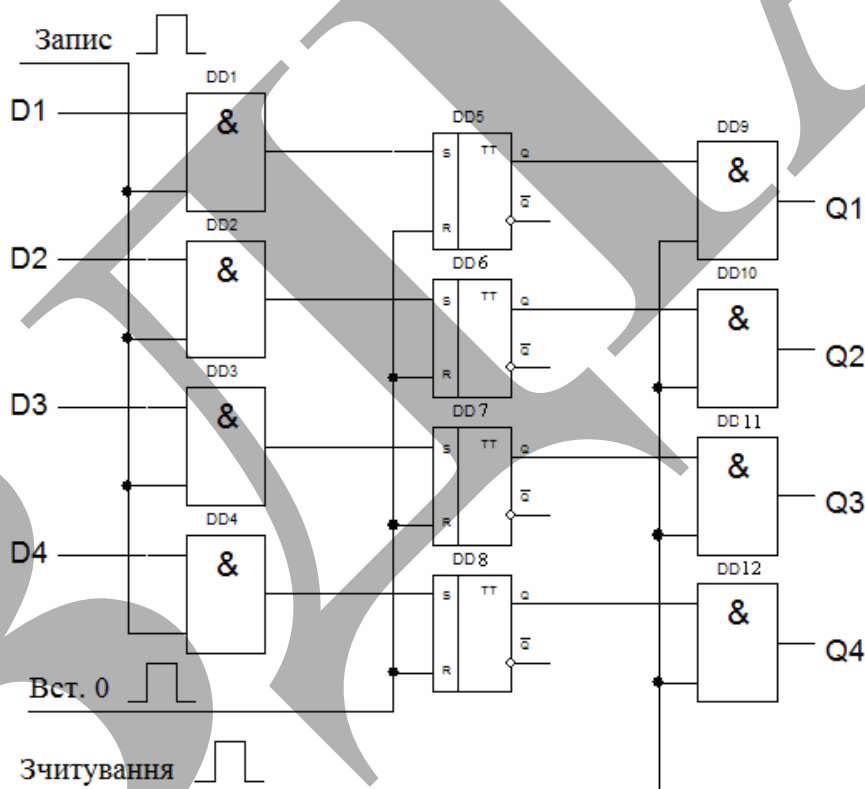 Запис
DD1
D1
&
DD5
S
TT
Q
Q
R
DD9
&
Q1
DD2
D2
&
DD6
S
TT
Q
Q
R
DD10
&
Q2
DD3
D3
&
DD7
S
TT
Q
Q
R
DD11
&
Q3
DD4
D4
&
DD8
S
TT
Q
Q
R
DD12
&
Q4
Вст. 0
Зчитування